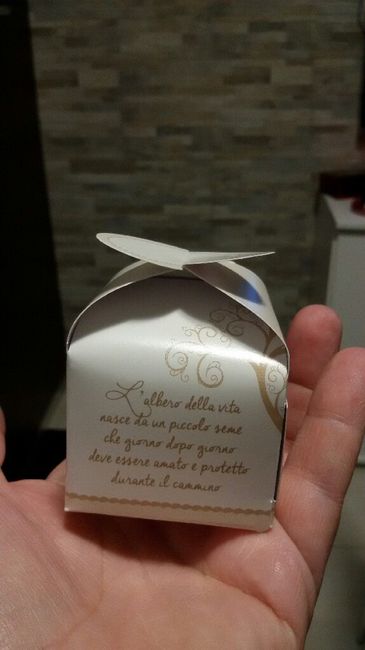 L'albero della vita
nasce da un piccolo seme
che giorno dopo giorno
deve essere amato e protetto
durante il cammino